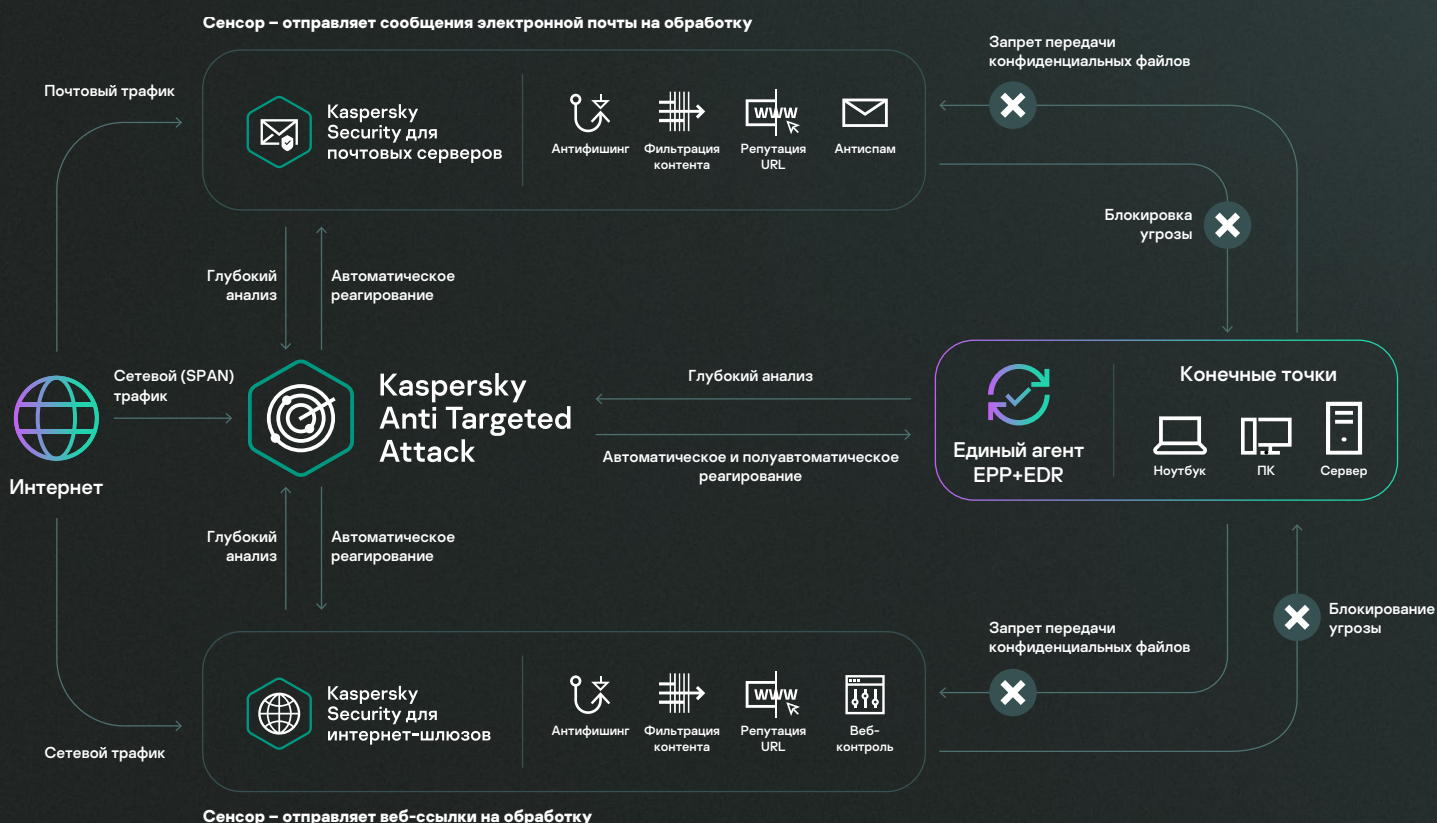 Сенсор – отправляет сообщения электронной почты на обработку
Запрет передачи
конфиденциальных файлов
Почтовый трафик
Kaspersky
Security для
почтовых серверов
Антифишинг
Фильтрация
контента
www
Репутация
URL
Антиспам
Блокировка
угрозы
Глубокий
анализ
Автоматическое
реагирование
Сетевой (SPAN)
трафик
Интернет
Kaspersky
Anti Targeted
Attack
Глубокий анализ
Автоматическое и полуавтоматическое
реагирование
Единый агент
EPP+EDR
Конечные точки
Ноутбук
ПК
Сервер
Глубокий
анализ
Автоматическое
реагирование
Запрет передачи
конфиденциальных файлов
Блокирование
угрозы
Сетевой трафик
Kaspersky
Security для
интернет-шлюзов
Антифишинг
Фильтрация
контента
www
Репутация
URL
Веб-
контроль
Сенсор – отправляет веб-ссылки на обработку